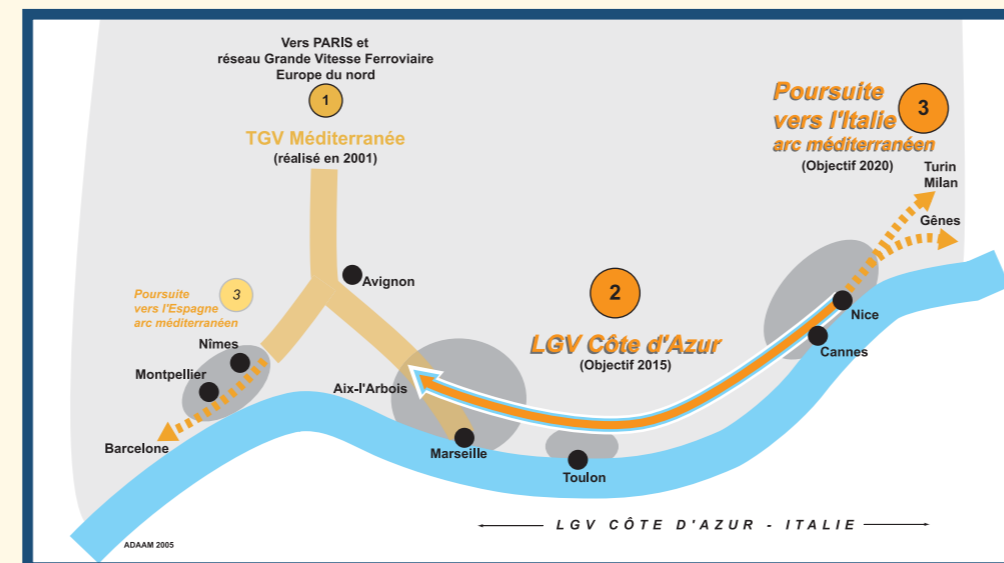 Vers PARIS et
réseau Grande Vitesse Ferroviaire
Europe du nord
1
TGV Méditerranée
(réalisé en 2001)
Poursuite
vers l'Italie
arc méditerranéen
(Objectif 2020)
3
Turin
Milan
Gênes
Avignon
Poursuite
vers l'Espagne
arc méditerranéen
3
2
LGV Côte d'Azur
(Objectif 2015)
Nice
Cannes
Nîmes
Montpellier
Aix-l'Arbois
Barcelone
Marseille
Toulon
LGV CÔTE D'AZUR - ITALIE
ADAAM 2005